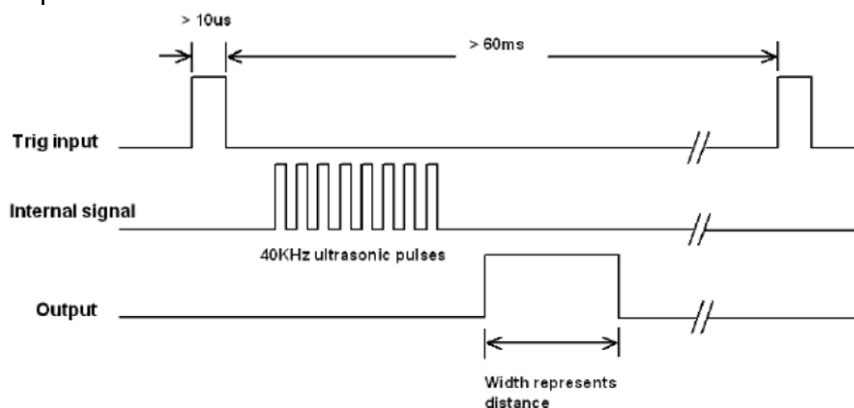 > 10us
> 60ms
Trig input
Internal signal
40KHz ultrasonic pulses
Output
Width represents
distance